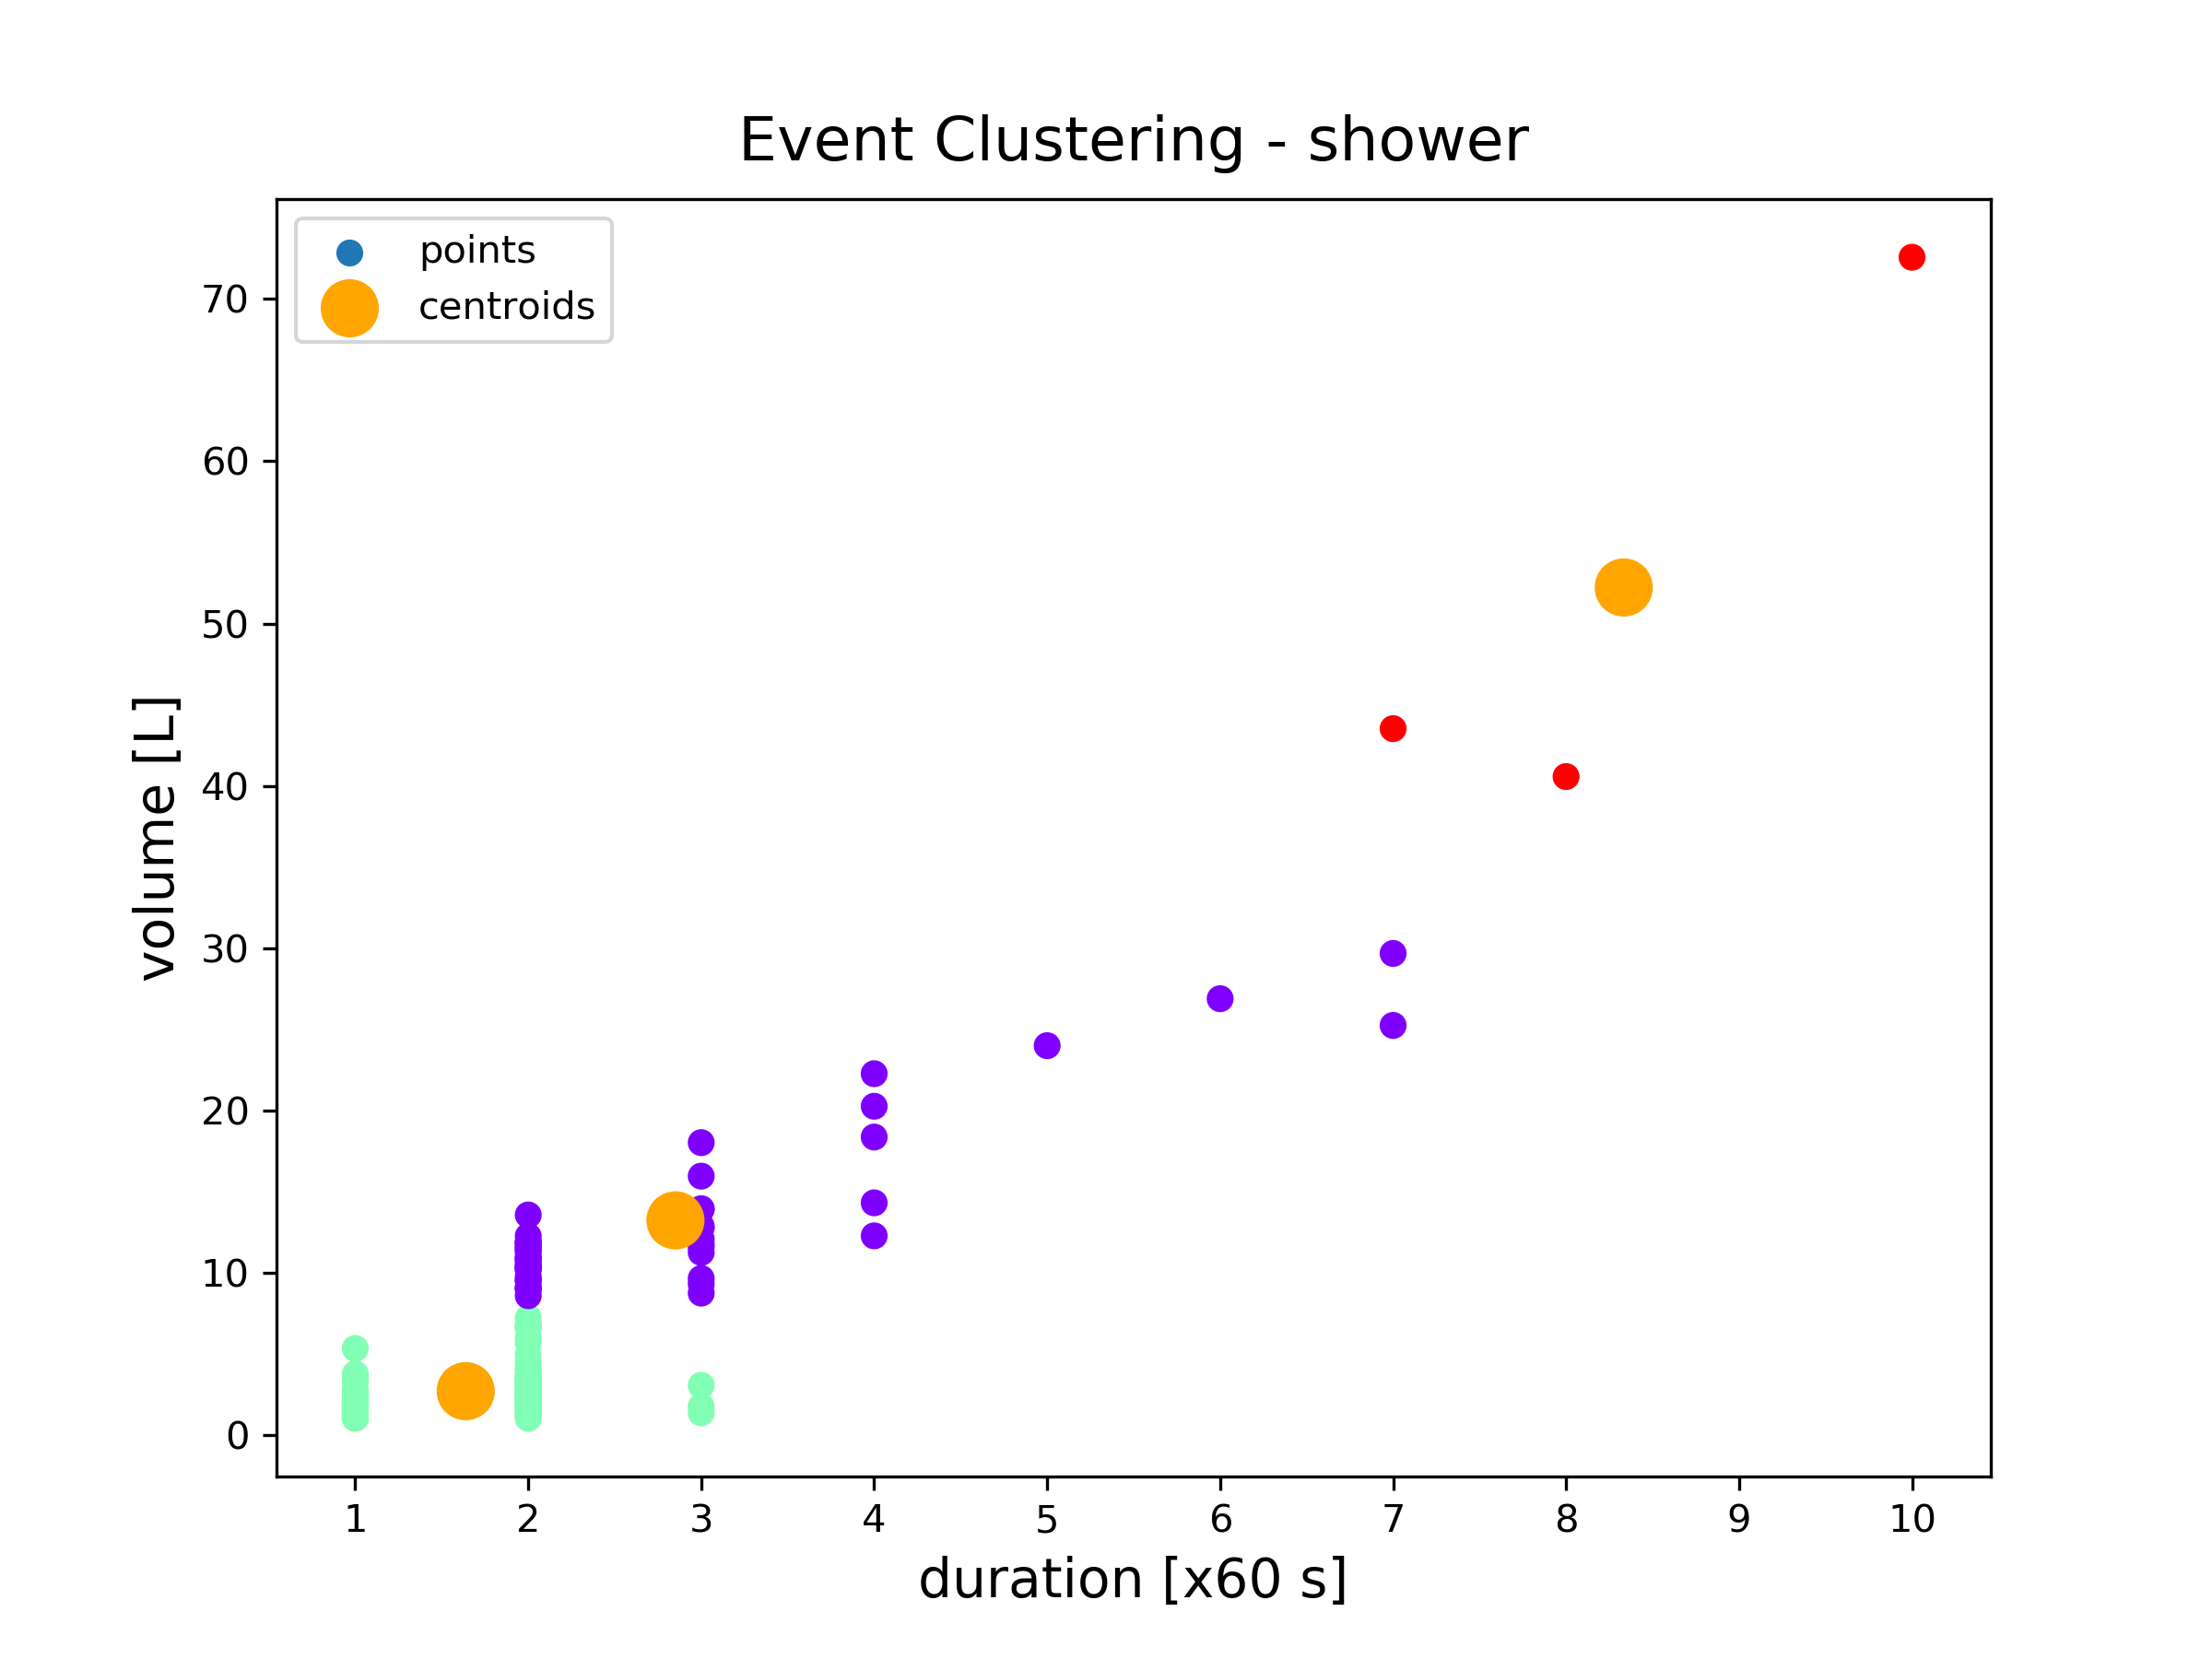 Event Clustering - shower
points
centroids
volume [L]
70
60
50
40
30
20
10
0
1 2 3 4 5 6 7 8 9 10
duration [x60 s]